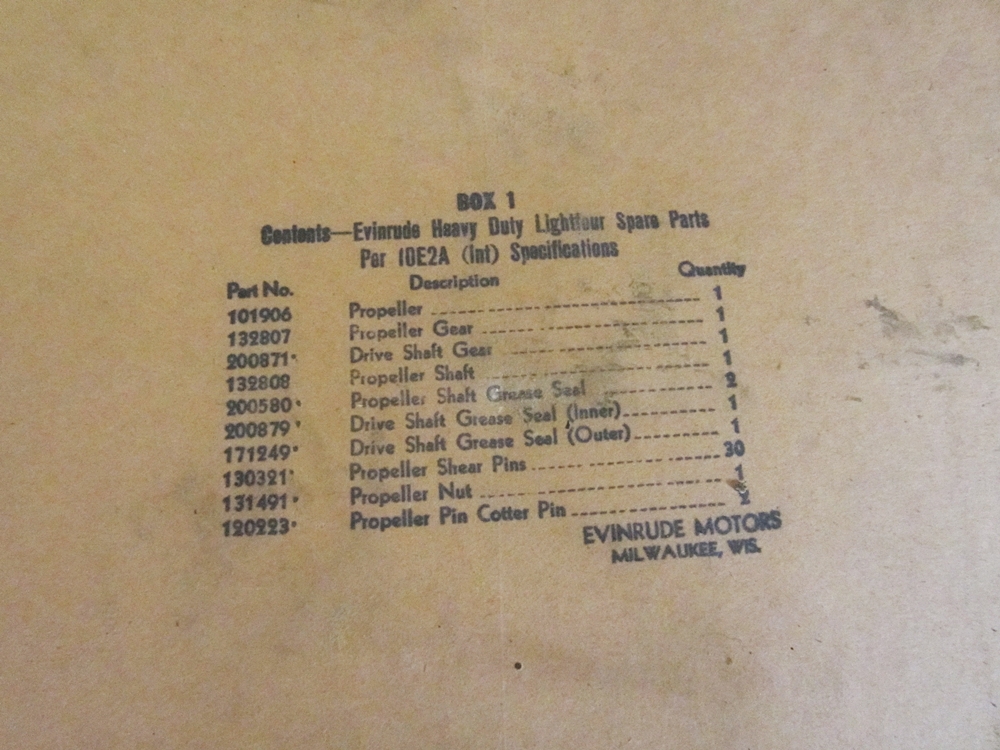 BOX 1
Contents—Evinrude Heavy Duty Lightfour Spare Parts
Per 10E2A (Int) Specifications
Part No. Description Quantity
101906 Propeller 1
132807 Propeller Gear 1
200871 Drive Shaft Gear 1
132808 Propeller Shaft 1
200580 Propeller Shaft Grease Seal 2
200879 Drive Shaft Grease Seal (Inner) 1
171249 Drive Shaft Grease Seal (Outer) 1
130321 Propeller Shear Pins 30
131491 Propeller Nut 1
120223 Propeller Pin Cotter Pin 2
EVINRUDE MOTORS
MILWAUKEE, WIS.